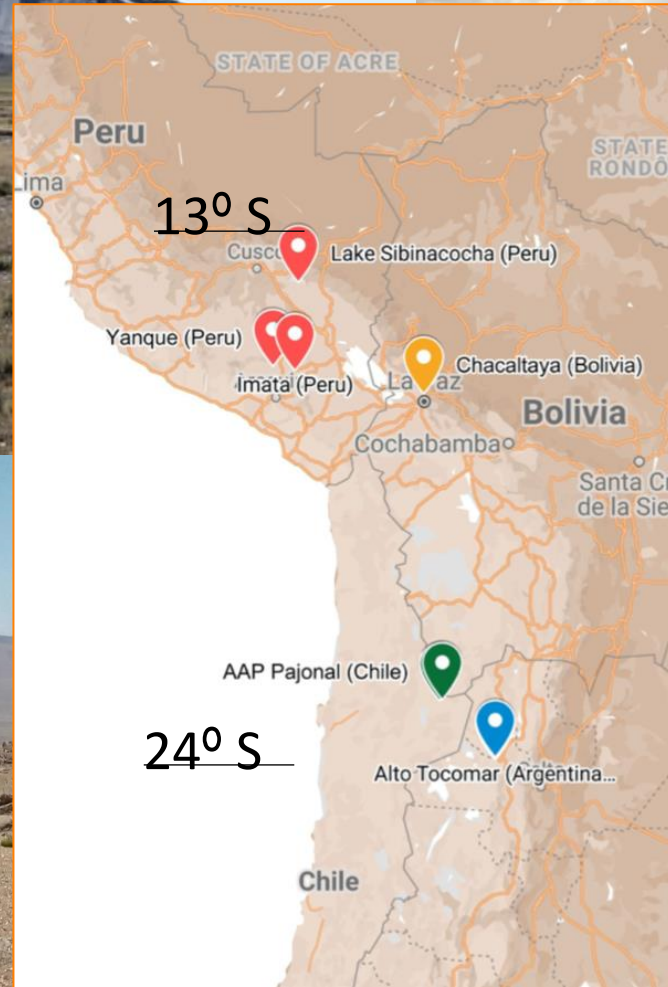 STATE OF ACRE
Peru
STATE
RONDO
Lima
13⁰ S
Cusco
Lake Sibinacocha (Peru)
Yanque (Peru)
Imata (Peru)
Chacaltaya (Bolivia)
La Paz
Bolivia
Cochabamba
Santa Cr
de la Sie
AAP Pajonal (Chile)
24⁰ S
Alto Tocomar (Argentina...
Chile